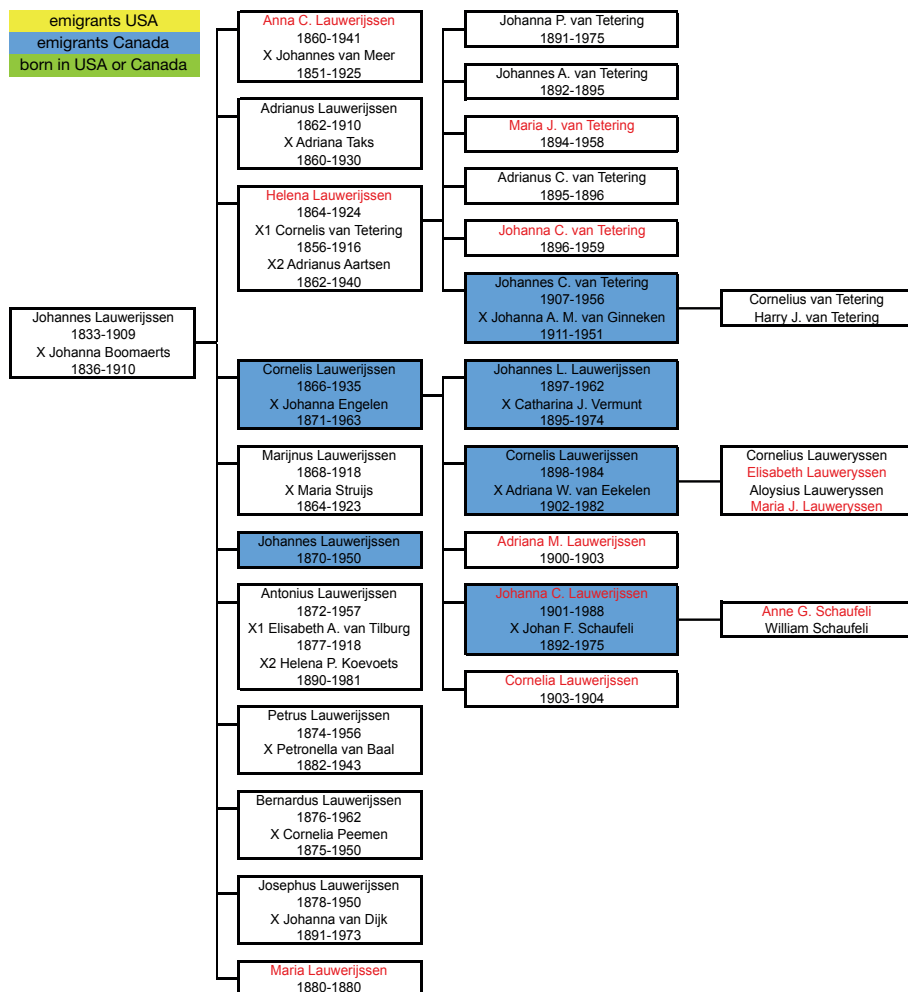 emigrants USA
emigrants Canada
born in USA or Canada
Johannes Lauwerijssen
1833-1909
X Johanna Boomaerts
1836-1910
Anna C. Lauwerijssen
1860-1941
X Johannes van Meer
1851-1925
Adrianus Lauwerijssen
1862-1910
X Adriana Taks
1860-1930
Helena Lauwerijssen
1864-1924
X1 Cornelis van Tetering
1856-1916
X2 Adrianus Aartsen
1862-1940
Cornelis Lauwerijssen
1866-1935
X Johanna Engelen
1871-1963
Marijnus Lauwerijssen
1868-1918
X Maria Struijs
1864-1923
Johannes Lauwerijssen
1870-1950
Antonius Lauwerijssen
1872-1957
X1 Elisabeth A. van Tilburg
1877-1918
X2 Helena P. Koevoets
1890-1981
Petrus Lauwerijssen
1874-1956
X Petronella van Baal
1882-1943
Bernardus Lauwerijssen
1876-1962
X Cornelia Peemen
1875-1950
Josephus Lauwerijssen
1878-1950
X Johanna van Dijk
1891-1973
Maria Lauwerijssen
1880-1880
Johanna P. van Tetering
1891-1975
Johannes A. van Tetering
1892-1895
Maria J. van Tetering
1894-1958
Adrianus C. van Tetering
1895-1896
Johanna C. van Tetering
1896-1959
Johannes C. van Tetering
1907-1956
X Johanna A. M. van Ginneken
1911-1951
Johannes L. Lauwerijssen
1897-1962
X Catharina J. Vermunt
1895-1974
Cornelis Lauwerijssen
1898-1984
X Adriana W. van Eekelen
1902-1982
Adriana M. Lauwerijssen
1900-1903
Johanna C. Lauwerijssen
1901-1988
X Johan F. Schaufeli
1892-1975
Cornelia Lauwerijssen
1903-1904
Cornelius van Tetering
Harry J. van Tetering
Cornelius Lauweryssen
Elisabeth Lauweryssen
Aloysius Lauweryssen
Maria J. Lauweryssen
Anne G. Schaufeli
William Schaufeli